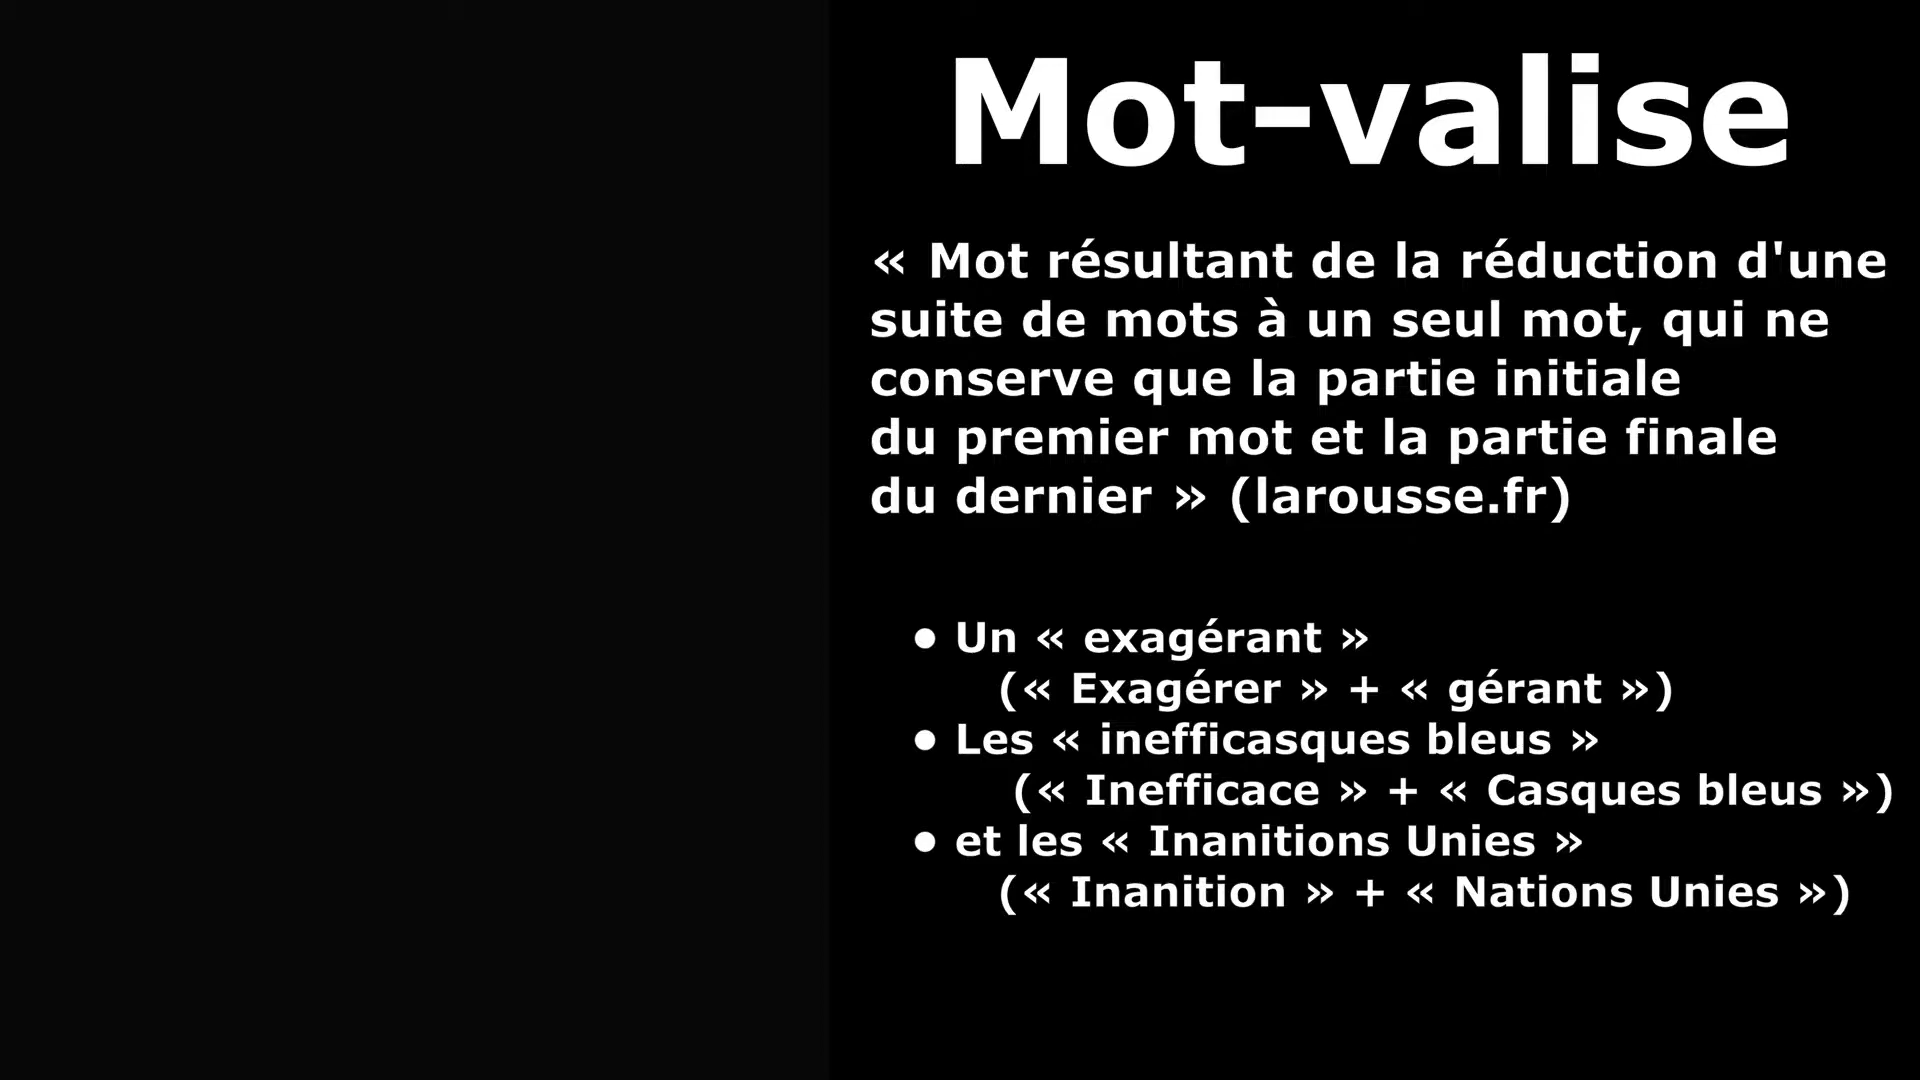 Mot-valise
« Mot résultant de la réduction d'une
suite de mots à un seul mot, qui ne
conserve que la partie initiale
du premier mot et la partie finale
du dernier » (larousse.fr)
• Un « exagérant »
(« Exagérer » + « gérant »)
• Les « inefficasques bleus »
(« Inefficace » + « Casques bleus »)
• et les « Inanitions Unies »
(« Inanition » + « Nations Unies »)